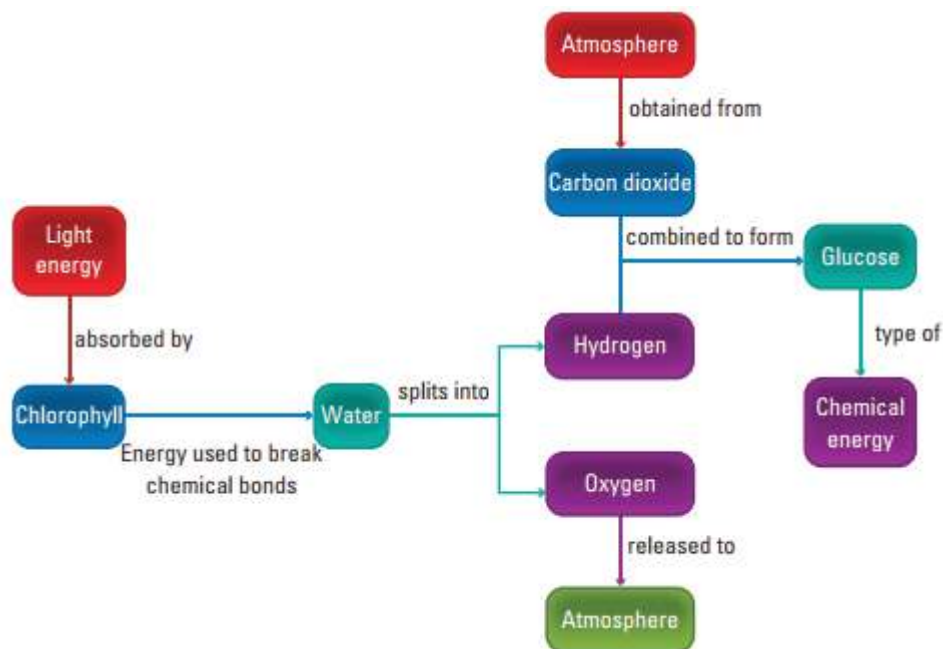 Atmosphere
obtained from
Carbon dioxide
combined to form
Glucose
type of
Chemical
energy
Light
energy
absorbed by
Chlorophyll
Energy used to break
chemical bonds
Water
splits into
Hydrogen
Oxygen
released to
Atmosphere